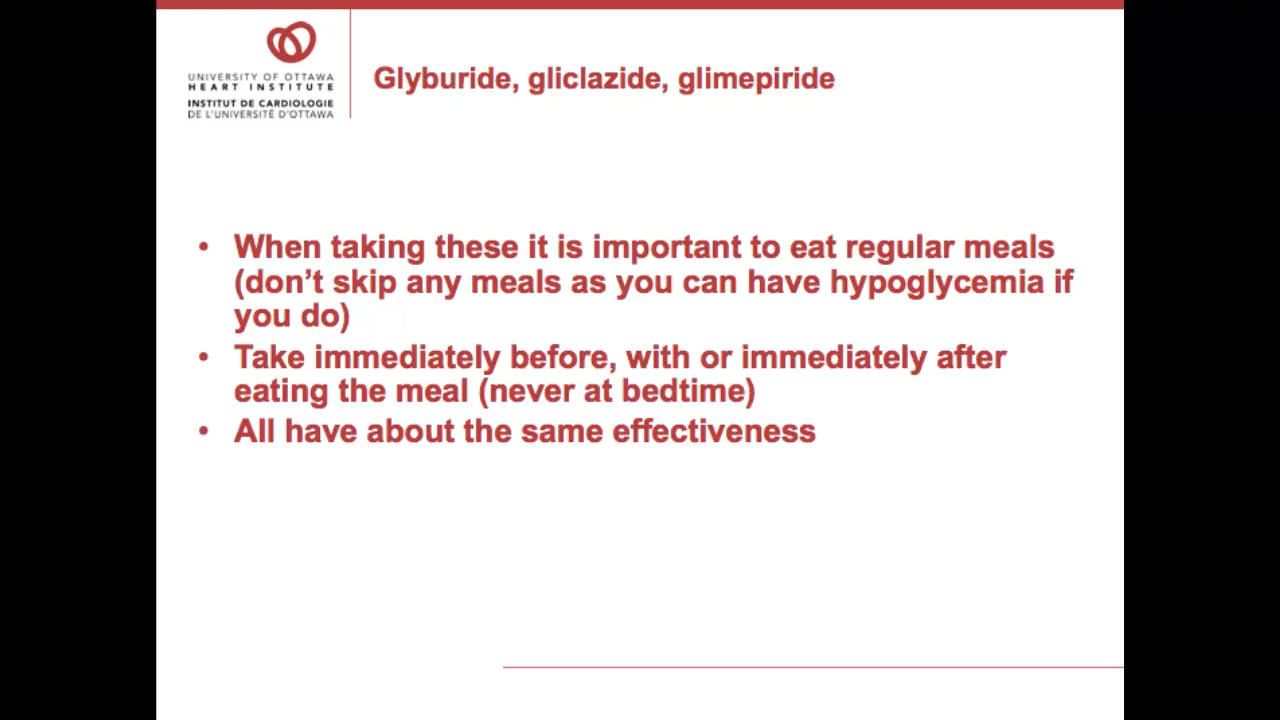 UNIVERSITY OF OTTAWA
HEART INSTITUTE
INSTITUT DE CARDIOLOGIE
DE L'UNIVERSITÉ D'OTTAWA
Glyburide, gliclazide, glimepiride
• When taking these it is important to eat regular meals
(don’t skip any meals as you can have hypoglycemia if
you do)
• Take immediately before, with or immediately after
eating the meal (never at bedtime)
• All have about the same effectiveness